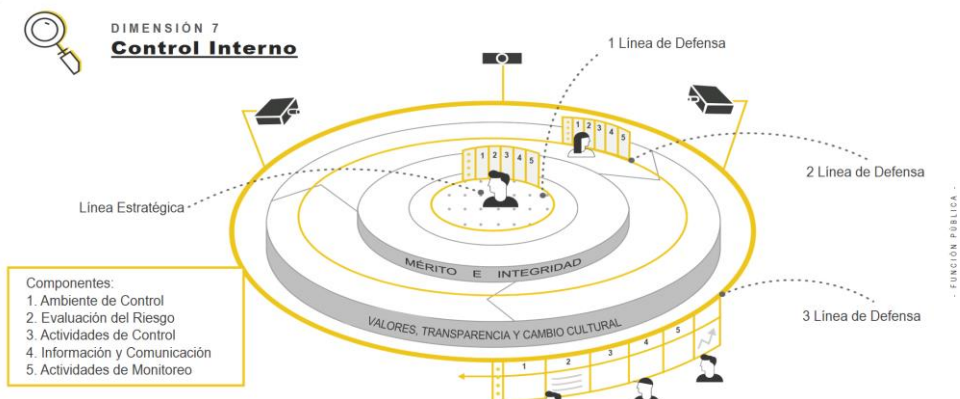 DIMENSIÓN 7
Control Interno
1 Línea de Defensa
1 2 3 4 5
1 2 3 4 5
2 Línea de Defensa
Línea Estratégica
- FUNCIÓN PÚBLICA -
MÉRITO E INTEGRIDAD
VALORES, TRANSPARENCIA Y CAMBIO CULTURAL
3 Línea de Defensa
Componentes:
1. Ambiente de Control
2. Evaluación del Riesgo
3. Actividades de Control
4. Información y Comunicación
5. Actividades de Monitoreo
1 2 3 4 5